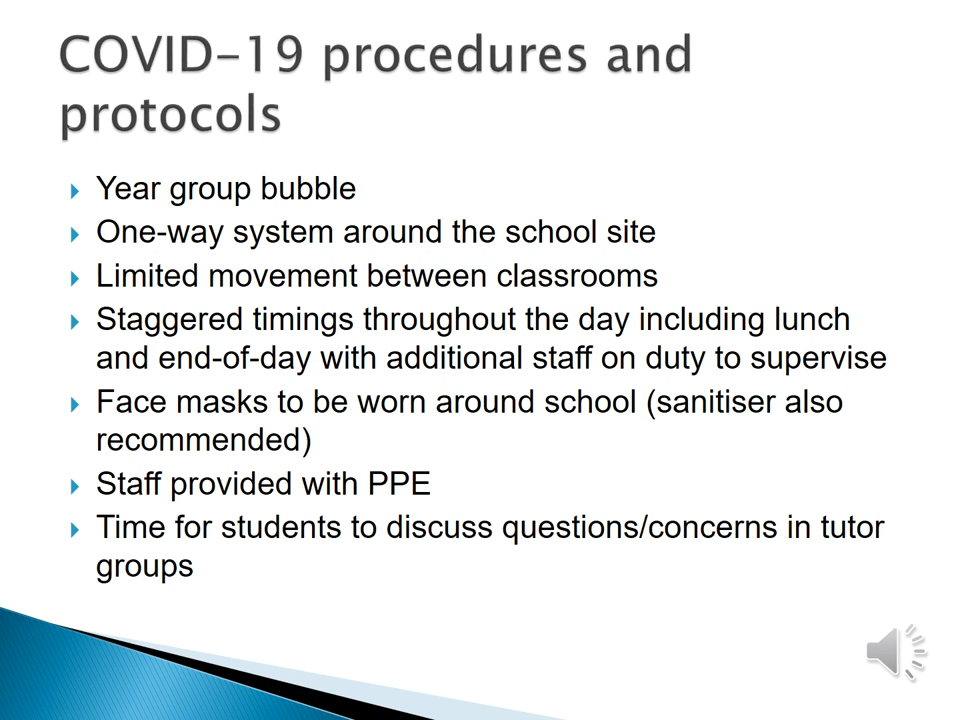 COVID-19 procedures and
protocols
Year group bubble
One-way system around the school site
Limited movement between classrooms
Staggered timings throughout the day including lunch
and end-of-day with additional staff on duty to supervise
Face masks to be worn around school (sanitiser also
recommended)
Staff provided with PPE
Time for students to discuss questions/concerns in tutor
groups